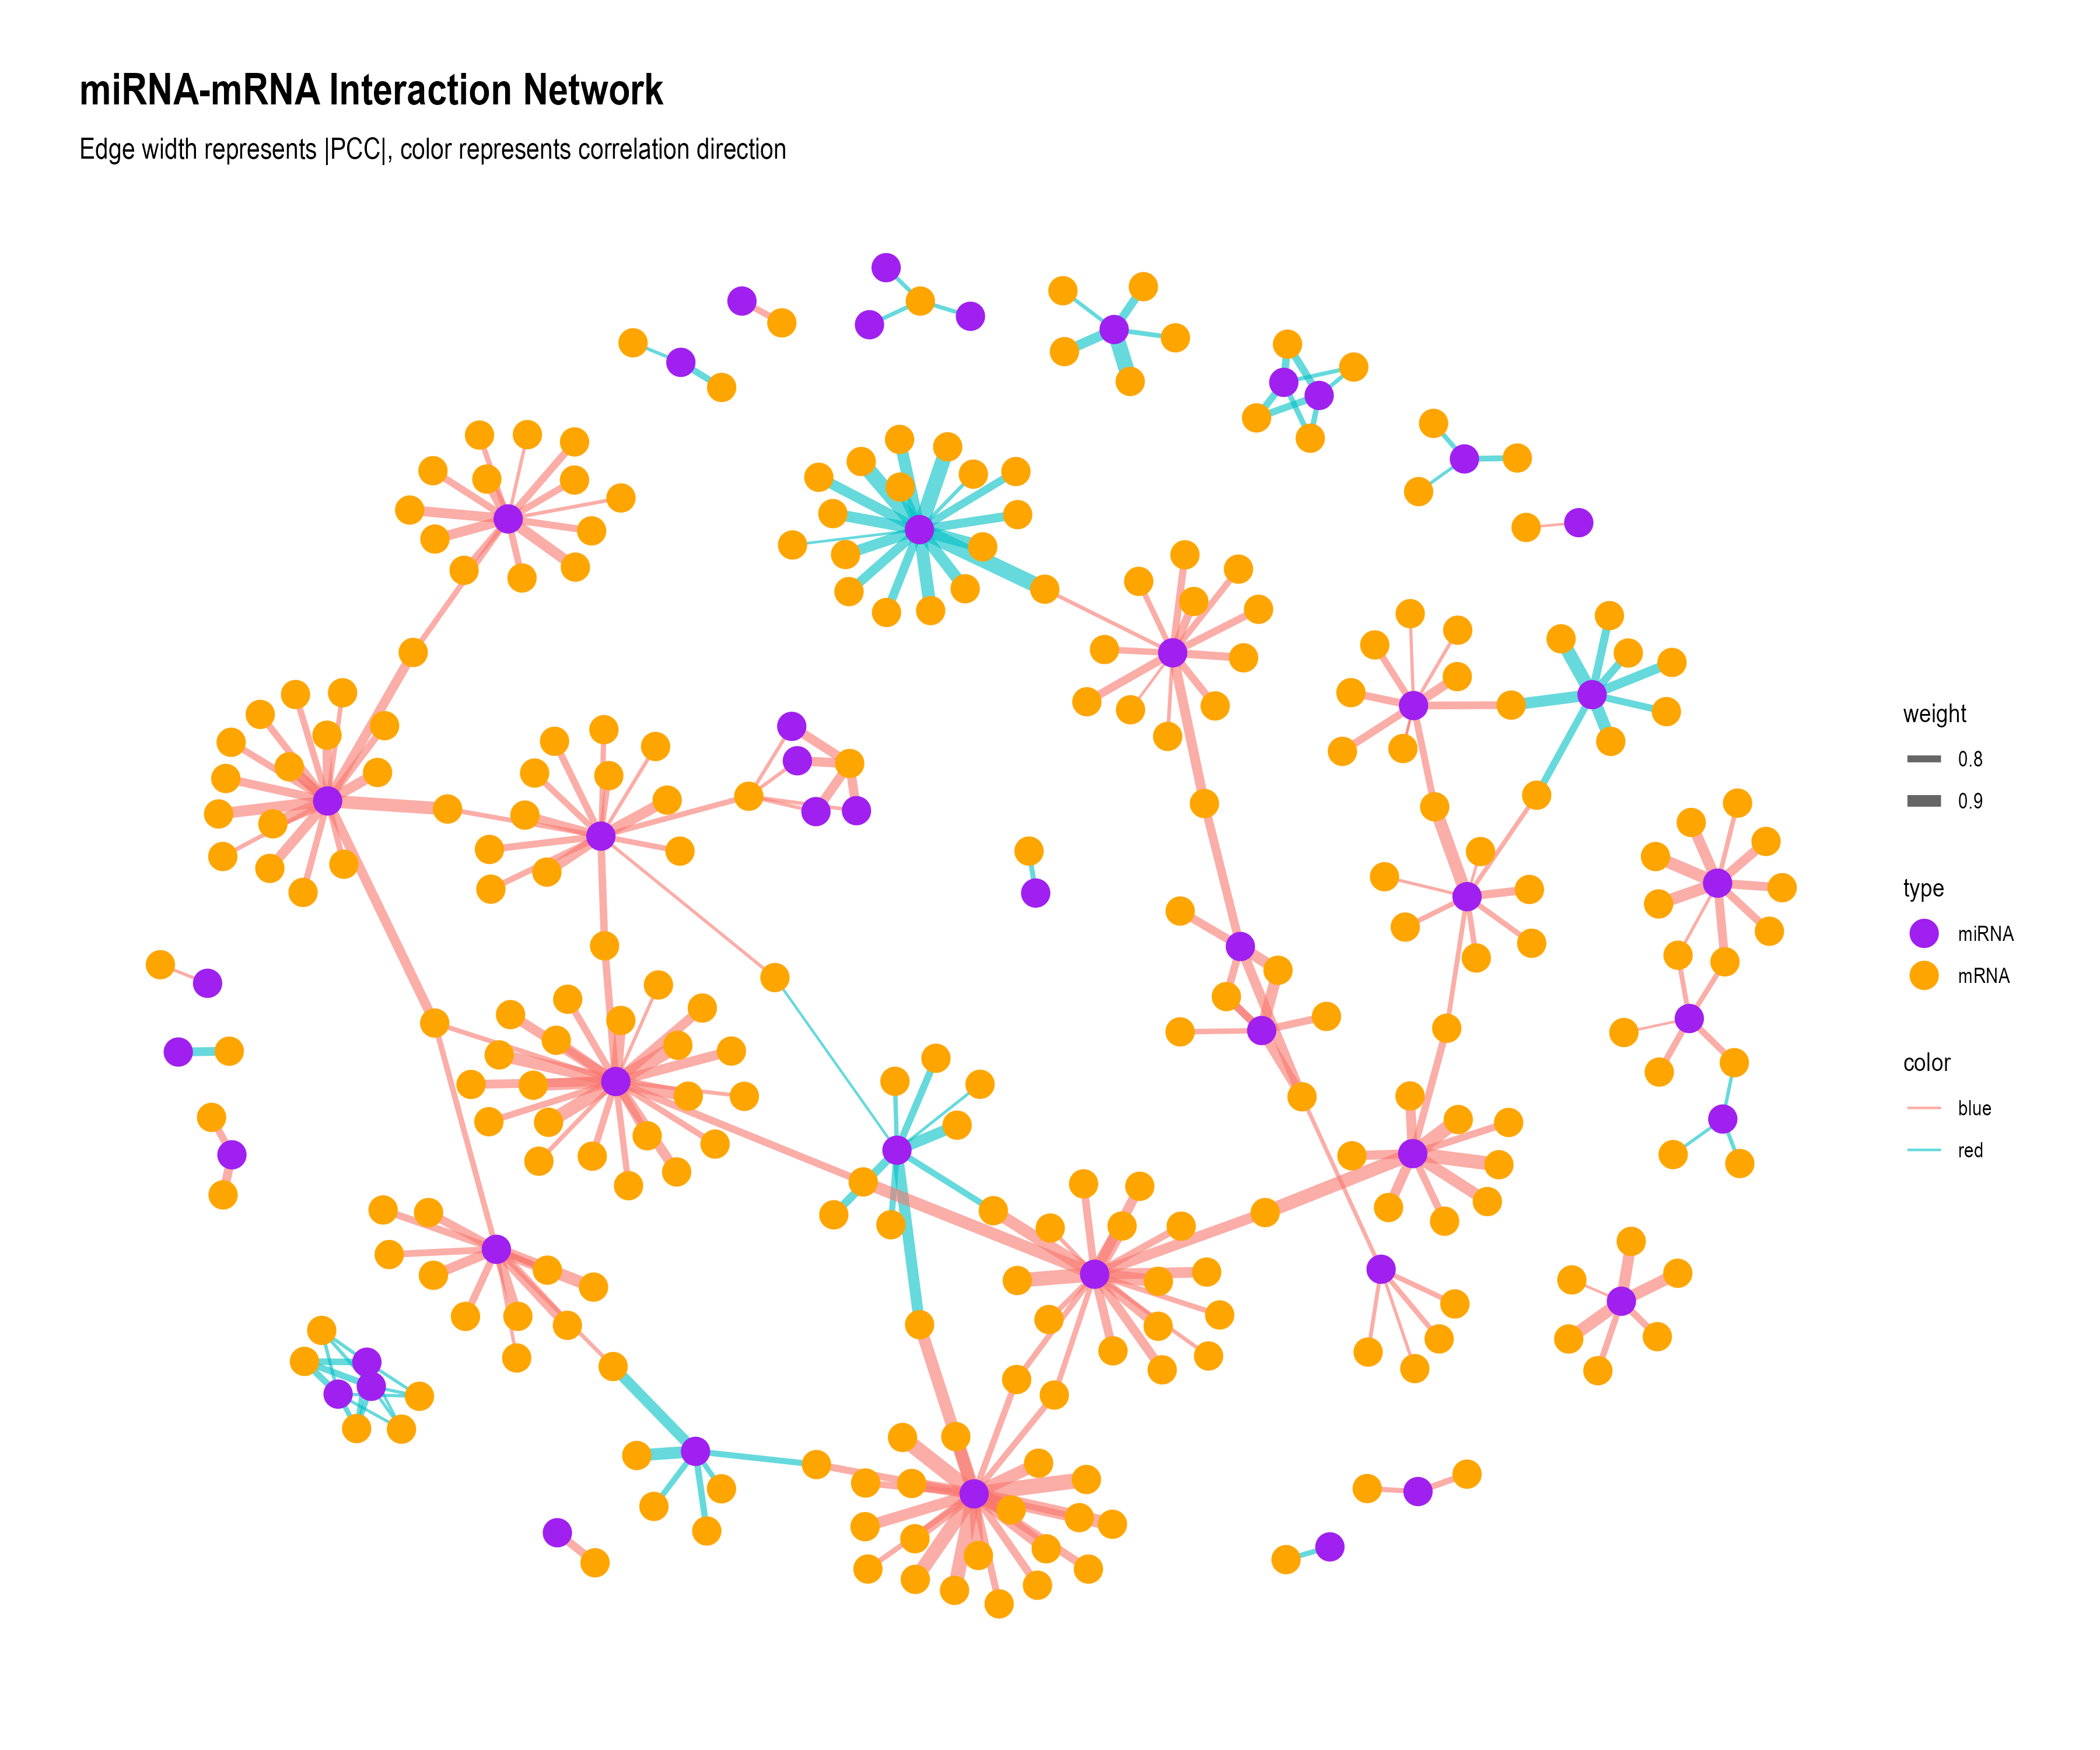 miRNA-mRNA Interaction Network
Edge width represents |PCC|, color represents correlation direction
weight
0.8
0.9
type
miRNA
mRNA
color
blue
red